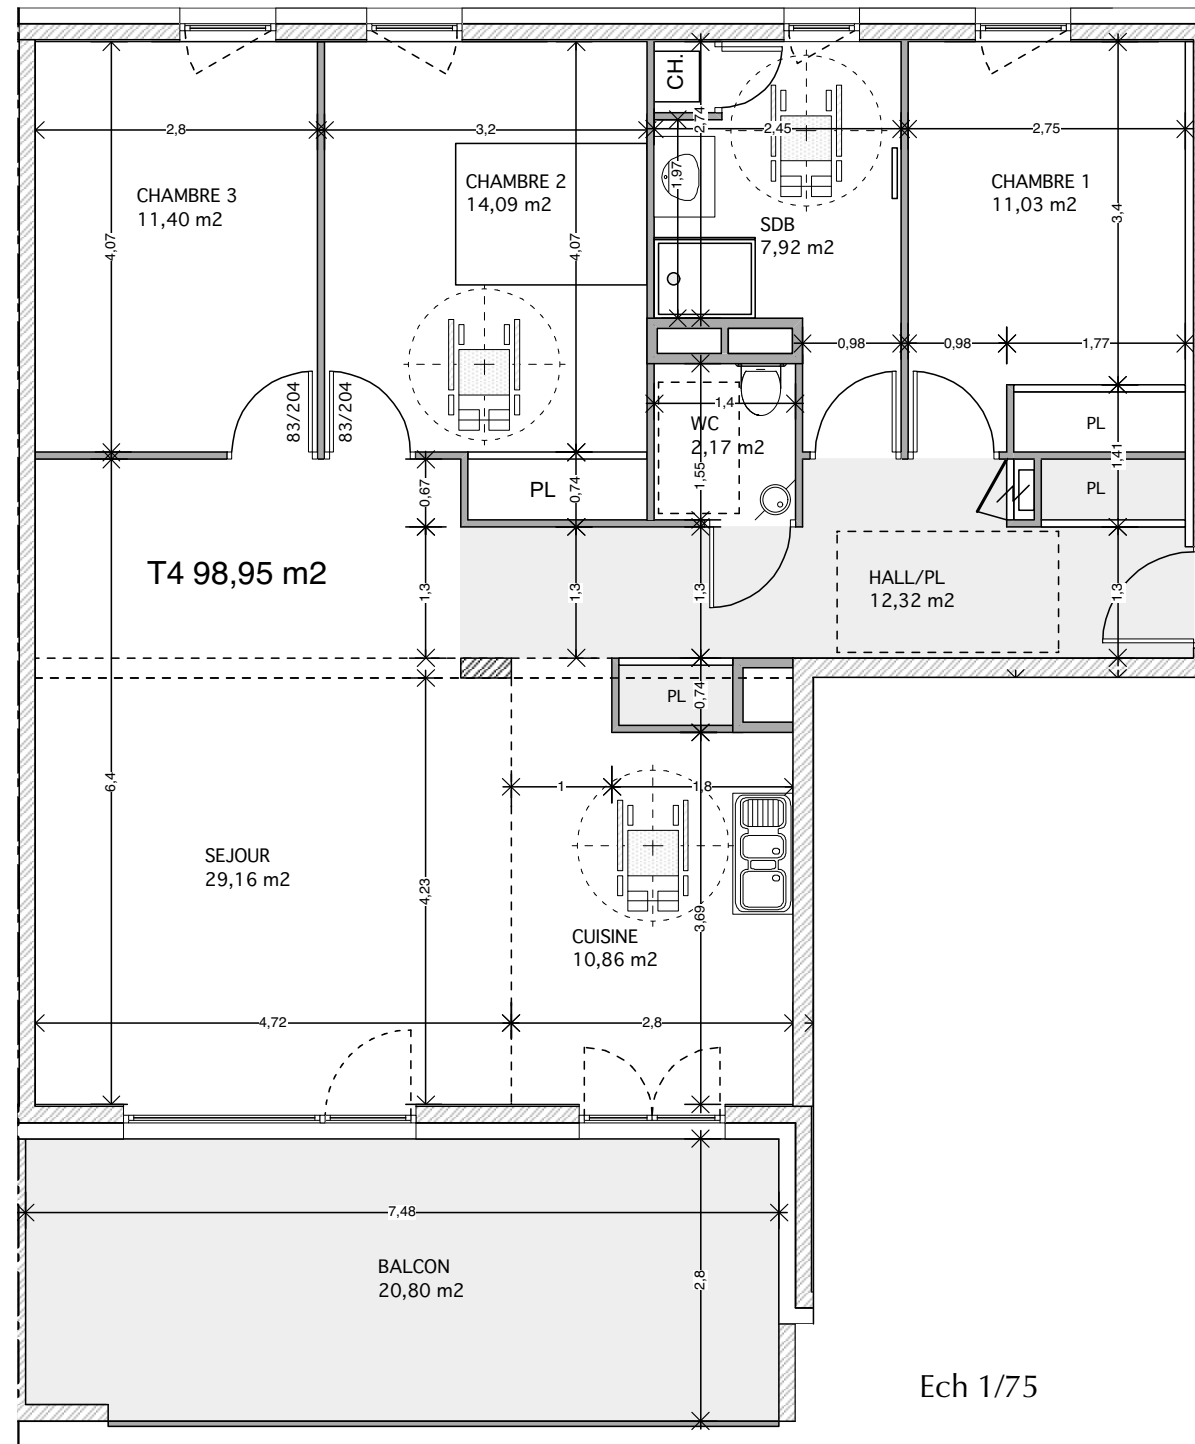 CH.
2,8
3,2
2,74
2,45
2,75
1,97
CHAMBRE 3
11,40 m2
CHAMBRE 2
14,09 m2
CHAMBRE 1
11,03 m2
SDB
7,92 m2
4,07
4,07
3,4
0,98
0,98
1,77
83/204
83/204
1,4
WC
2,17 m2
PL
1,41
PL
0,67
PL
0,74
1,55
T4 98,95 m2
1,3
1,3
1,3
HALL/PL
12,32 m2
1,3
PL
0,74
6,4
1
1,8
SEJOUR
29,16 m2
4,23
3,69
CUISINE
10,86 m2
4,72
2,8
7,48
BALCON
20,80 m2
2,8
Ech 1/75